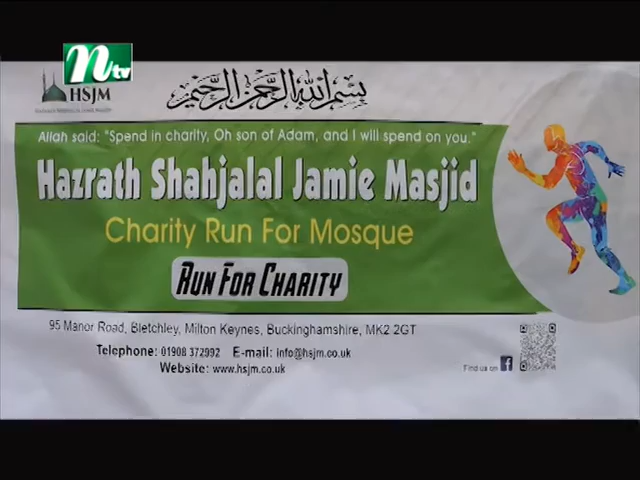 ntv
HSJM
بسم الله الرحمن الرحيم
Allah said: "Spend in charity, Oh son of Adam, and I will spend on you."
Hazrath Shahjalal Jamie Masjid
Charity Run For Mosque
RUN FOR CHARITY
95 Manor Road, Bletchley, Milton Keynes, Buckinghamshire, MK2 2GT
Telephone: 01908 372992 E-mail: info@hsjm.co.uk
Website: www.hsjm.co.uk
Find us on f